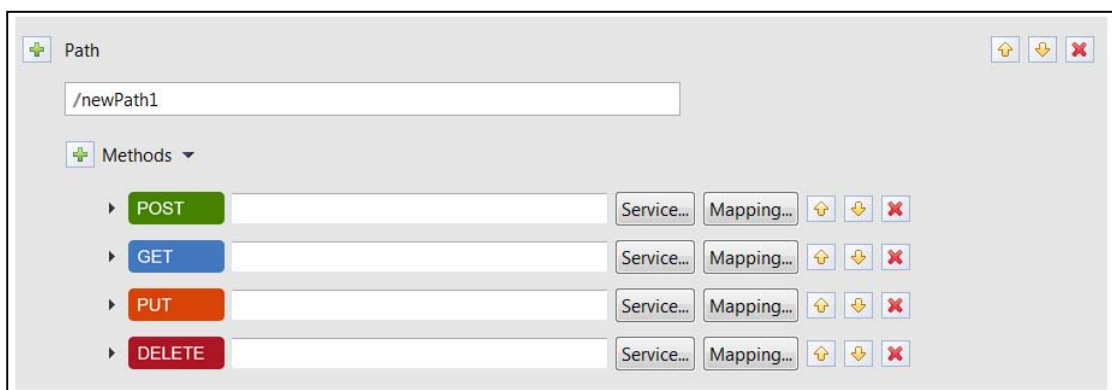 Path
/newPath1
Methods
POST Service... Mapping...
GET Service... Mapping...
PUT Service... Mapping...
DELETE Service... Mapping...